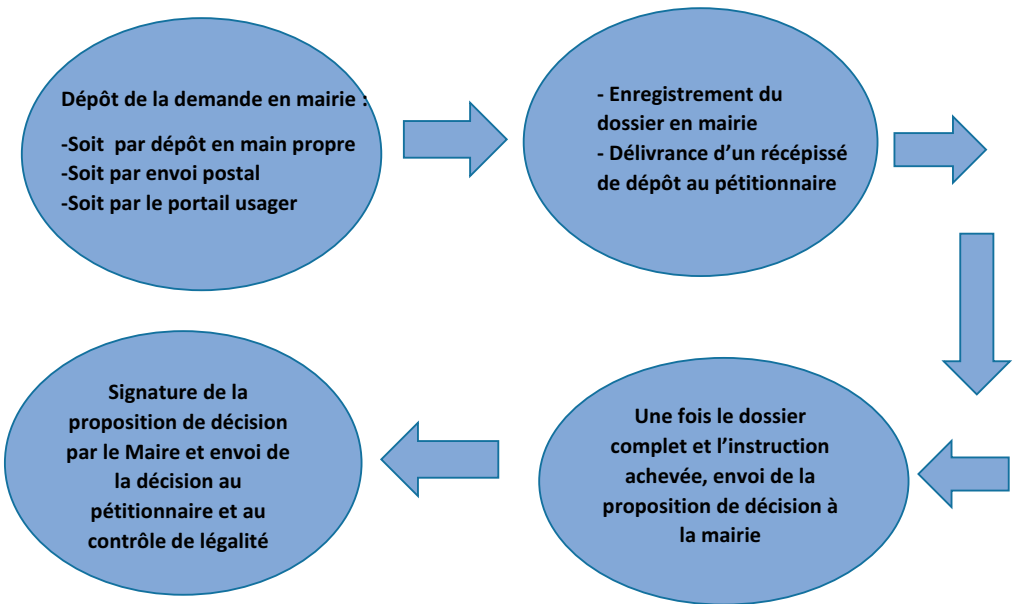 Dépôt de la demande en mairie :
-Soit par dépôt en main propre
-Soit par envoi postal
-Soit par le portail usager
- Enregistrement du
dossier en mairie
- Délivrance d’un récépissé
de dépôt au pétitionnaire
Une fois le dossier
complet et l’instruction
achevée, envoi de la
proposition de décision à
la mairie
Signature de la
proposition de décision
par le Maire et envoi de
la décision au
pétitionnaire et au
contrôle de légalité